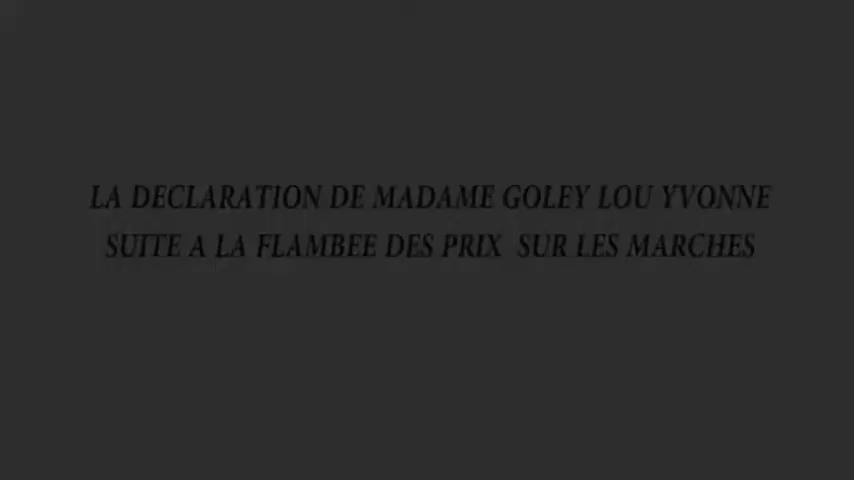 LA DECLARATION DE MADAME GOLEY LOU YVONNE
SUITE A LA FLAMBEE DES PRIX SUR LES MARCHES